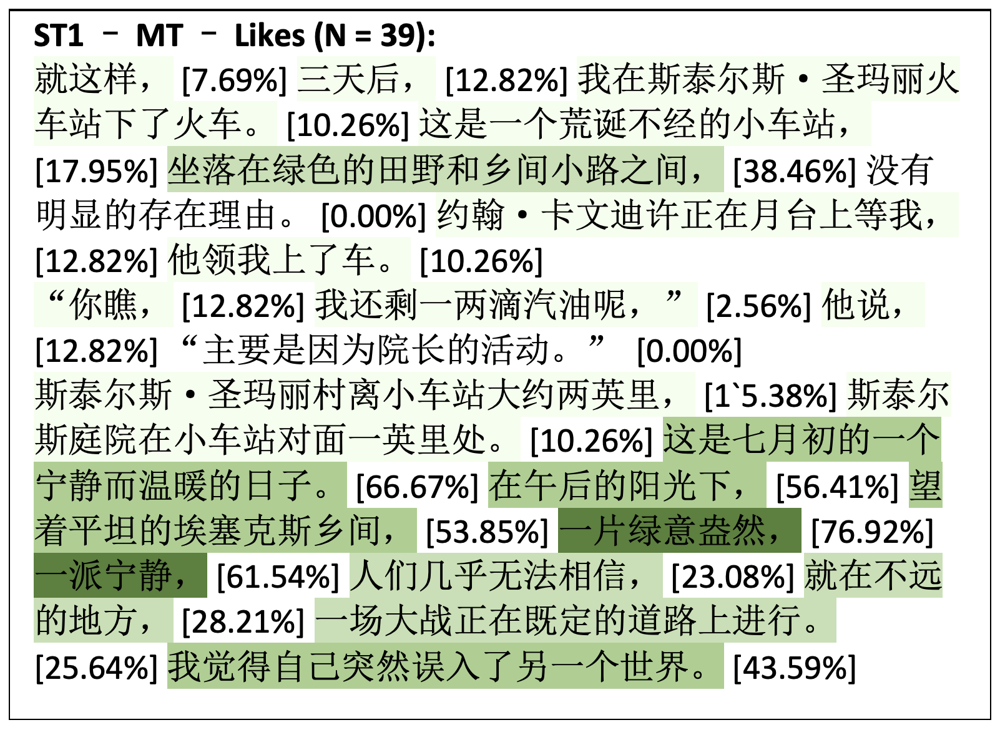 ST1 – MT – Likes (N = 39):
就这样， [7.69%] 三天后， [12.82%] 我在斯泰尔斯·圣玛丽火
车站下了火车。 [10.26%] 这是一个荒诞不经的小车站，
[17.95%] 坐落在绿色的田野和乡间小路之间， [38.46%] 没有
明显的存在理由。 [0.00%] 约翰·卡文迪许正在月台上等我，
[12.82%] 他领我上了车。 [10.26%]
“你瞧， [12.82%] 我还剩一两滴汽油呢，” [2.56%] 他说，
[12.82%] “主要是因为院长的活动。” [0.00%]
斯泰尔斯·圣玛丽村离小车站大约两英里， [1`5.38%] 斯泰尔
斯庭院在小车站对面一英里处。 [10.26%] 这是七月初的一个
宁静而温暖的日子。 [66.67%] 在午后的阳光下， [56.41%] 望
着平坦的埃塞克斯乡间， [53.85%] 一片绿意盎然， [76.92%]
一派宁静， [61.54%] 人们几乎无法相信， [23.08%] 就在不远
的地方， [28.21%] 一场大战正在既定的道路上进行。
[25.64%] 我觉得自己突然误入了另一个世界。 [43.59%]